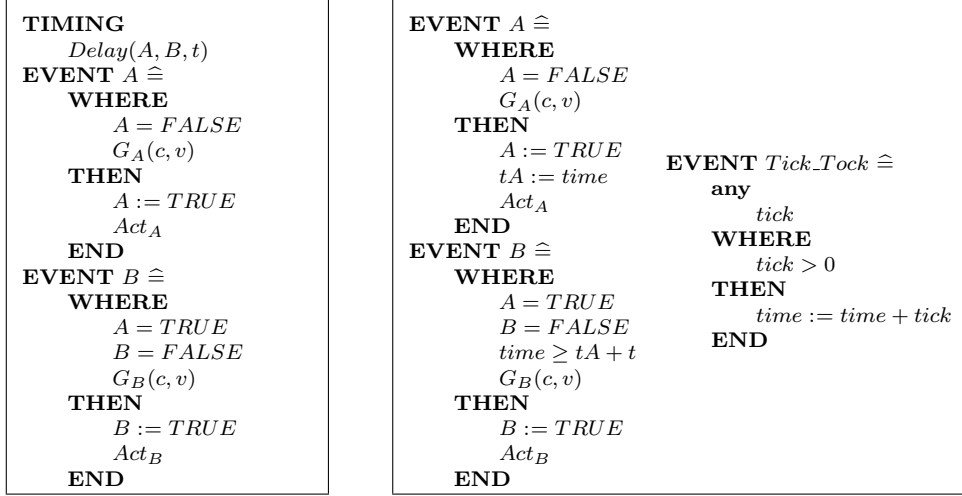 TIMING
Delay(A, B, t)
EVENT A ≙
WHERE
A = FALSE
G_A(c, v)
THEN
A := TRUE
Act_A
END
EVENT B ≙
WHERE
A = TRUE
B = FALSE
G_B(c, v)
THEN
B := TRUE
Act_B
END
EVENT A ≙
WHERE
A = FALSE
G_A(c, v)
THEN
A := TRUE
tA := time
Act_A
END
EVENT B ≙
WHERE
A = TRUE
B = FALSE
time ≥ tA + t
G_B(c, v)
THEN
B := TRUE
Act_B
END
EVENT Tick_Tock ≙
any
tick
WHERE
tick > 0
THEN
time := time + tick
END